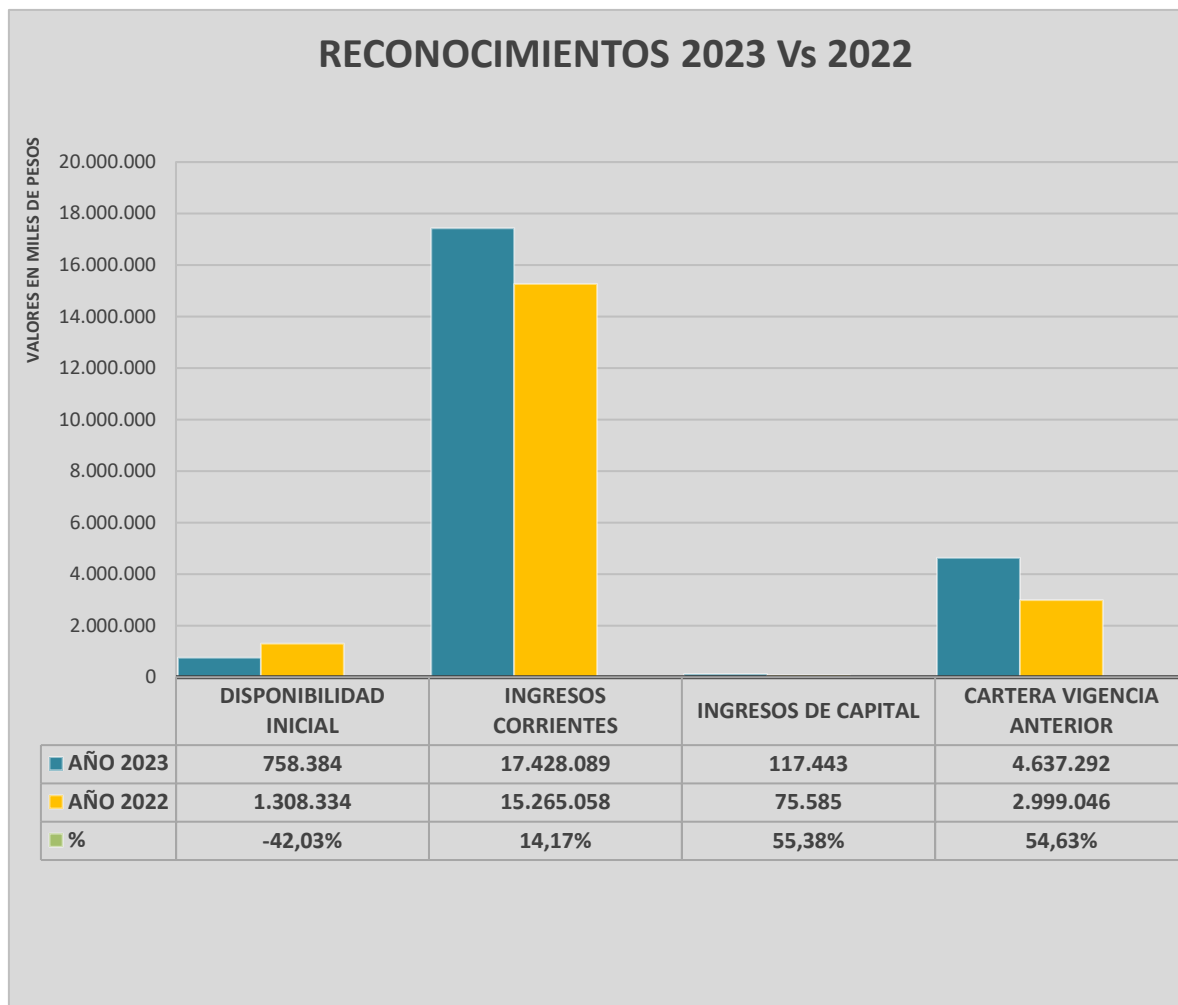 RECONOCIMIENTOS 2023 Vs 2022
VALORES EN MILES DE PESOS
20.000.000
18.000.000
16.000.000
14.000.000
12.000.000
10.000.000
8.000.000
6.000.000
4.000.000
2.000.000
0
DISPONIBILIDAD
INICIAL
INGRESOS
CORRIENTES
INGRESOS DE CAPITAL
CARTERA VIGENCIA
ANTERIOR
AÑO 2023 758.384 17.428.089 117.443 4.637.292
AÑO 2022 1.308.334 15.265.058 75.585 2.999.046
% -42,03% 14,17% 55,38% 54,63%